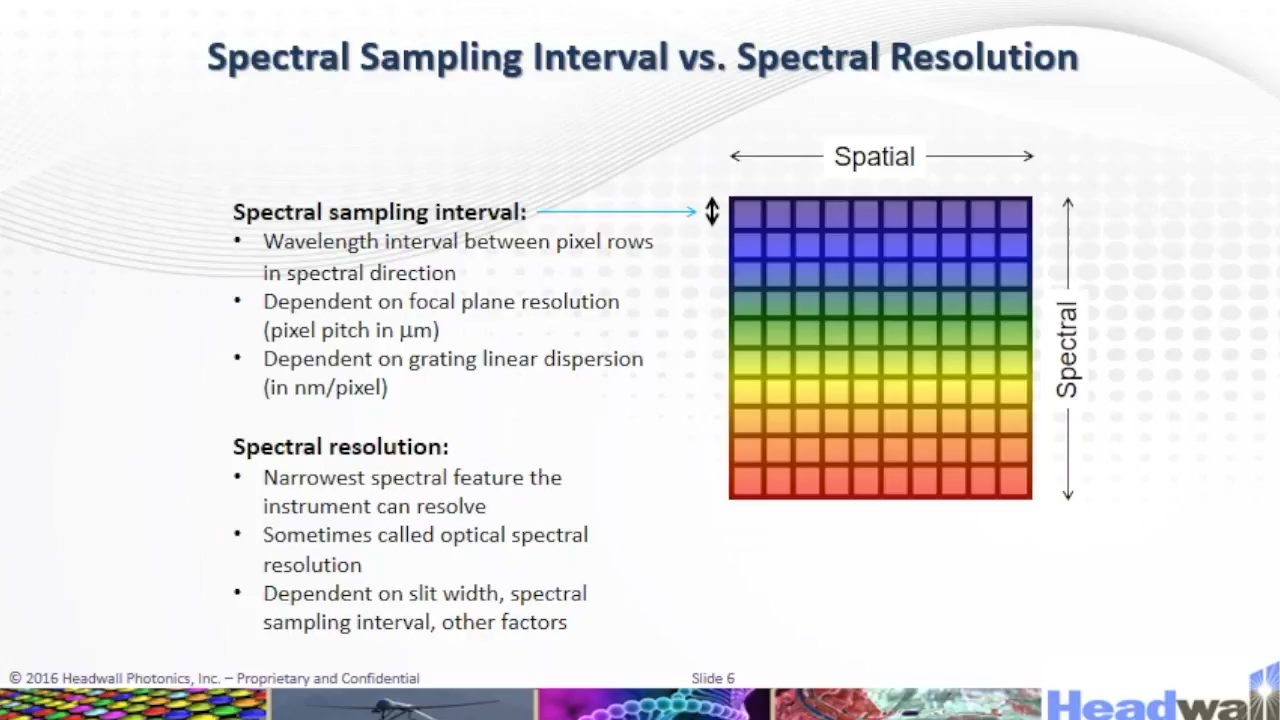 Spectral Sampling Interval vs. Spectral Resolution
Spatial
Spectral sampling interval:
• Wavelength interval between pixel rows
in spectral direction
• Dependent on focal plane resolution
(pixel pitch in µm)
• Dependent on grating linear dispersion
(in nm/pixel)
Spectral
Spectral resolution:
• Narrowest spectral feature the
instrument can resolve
• Sometimes called optical spectral
resolution
• Dependent on slit width, spectral
sampling interval, other factors
© 2016 Headwall Photonics, Inc. – Proprietary and Confidential
Slide 6
Headwall